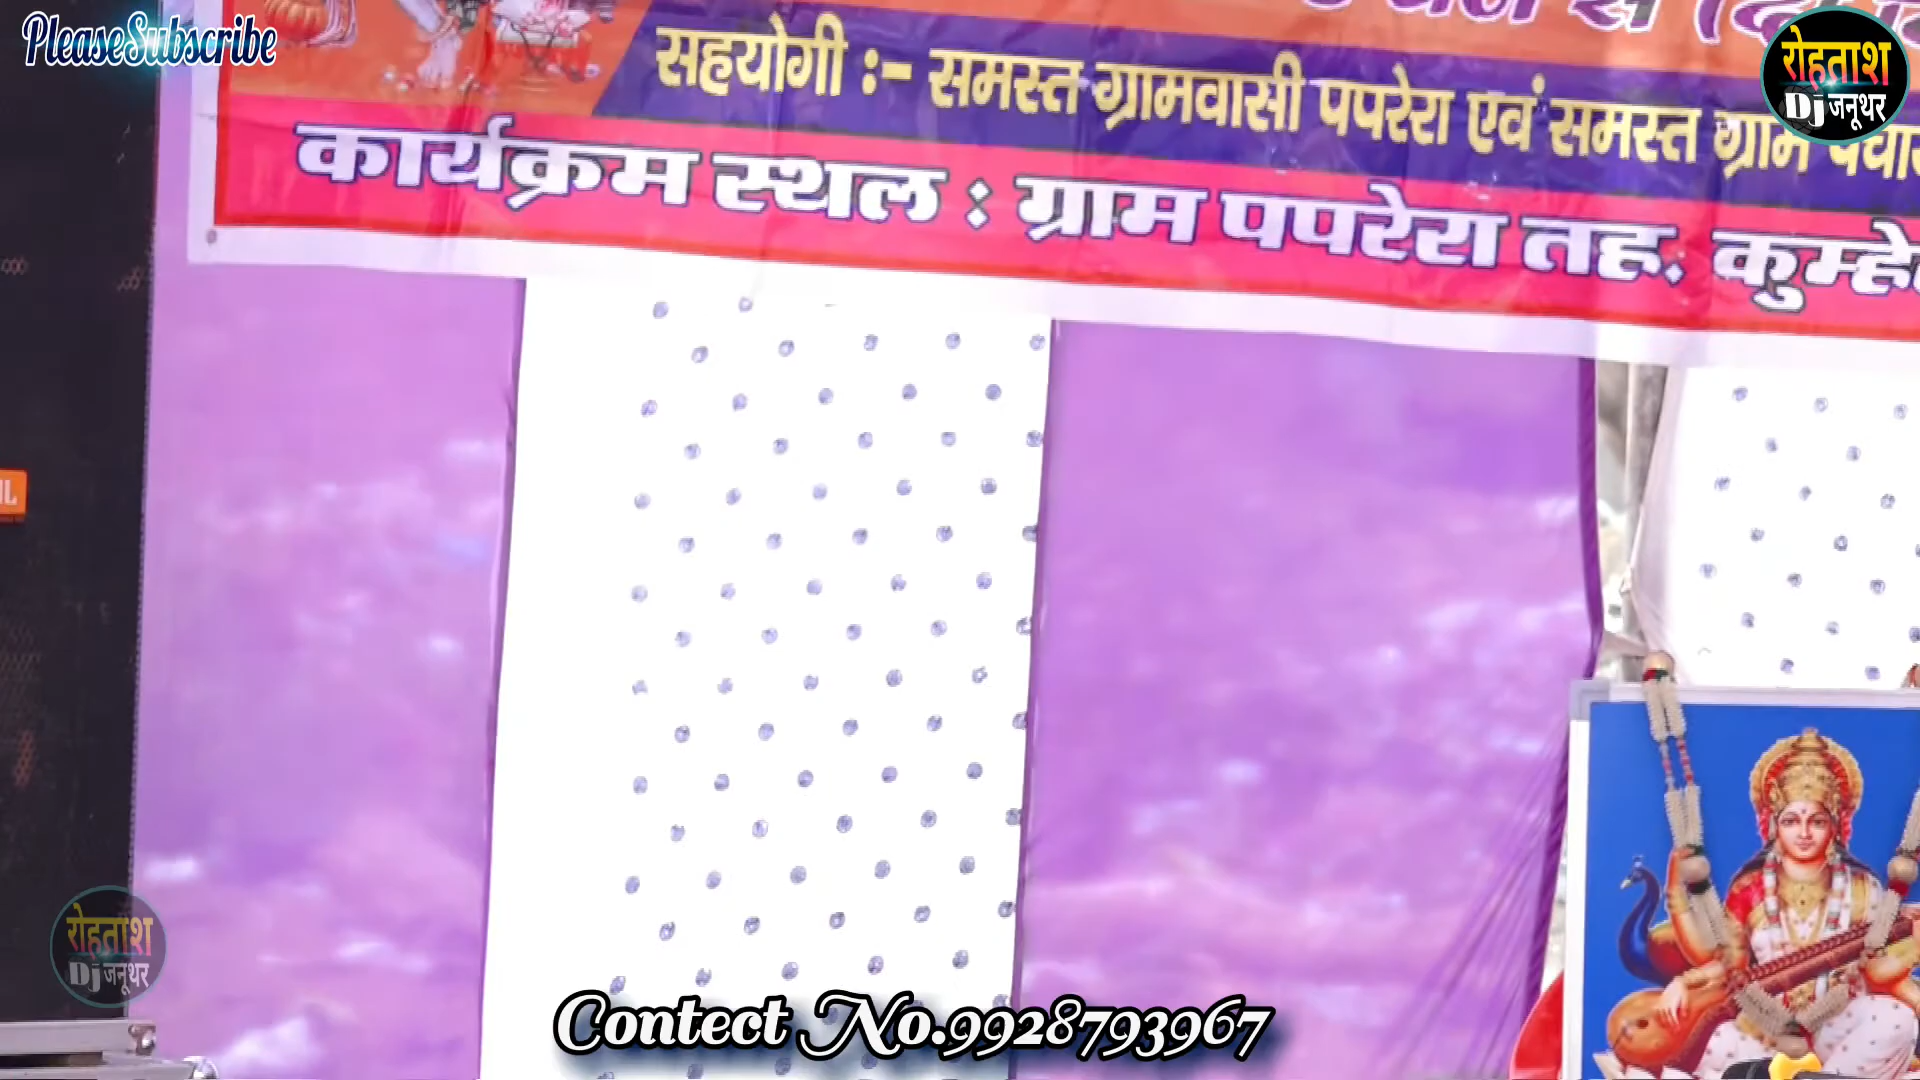 PleaseSubscribe
सहयोगी :- समस्त ग्रामवासी पपरेरा एवं समस्त ग्राम
कार्यक्रम स्थल : ग्राम पपरेरा तह. कुम्हे
रोहताश
Dj जनूथर
रोहताश
Dj जनूथर
Contect No.9928793967